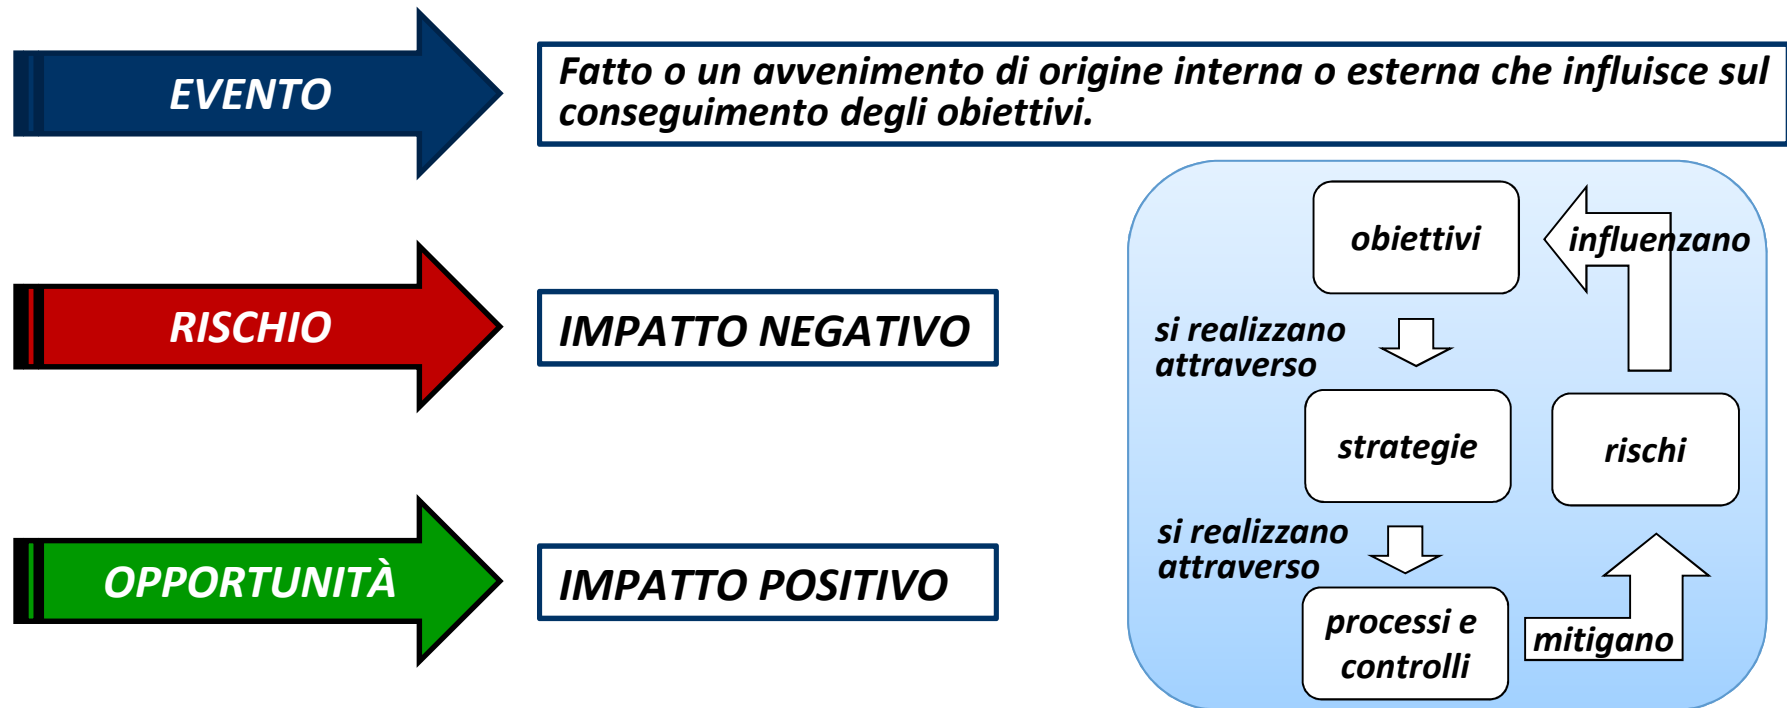 EVENTO
Fatto o un avvenimento di origine interna o esterna che influisce sul
conseguimento degli obiettivi.
RISCHIO
IMPATTO NEGATIVO
OPPORTUNITÀ
IMPATTO POSITIVO
obiettivi
influenzano
si realizzano
attraverso
strategie
rischi
si realizzano
attraverso
processi e
controlli
mitigano